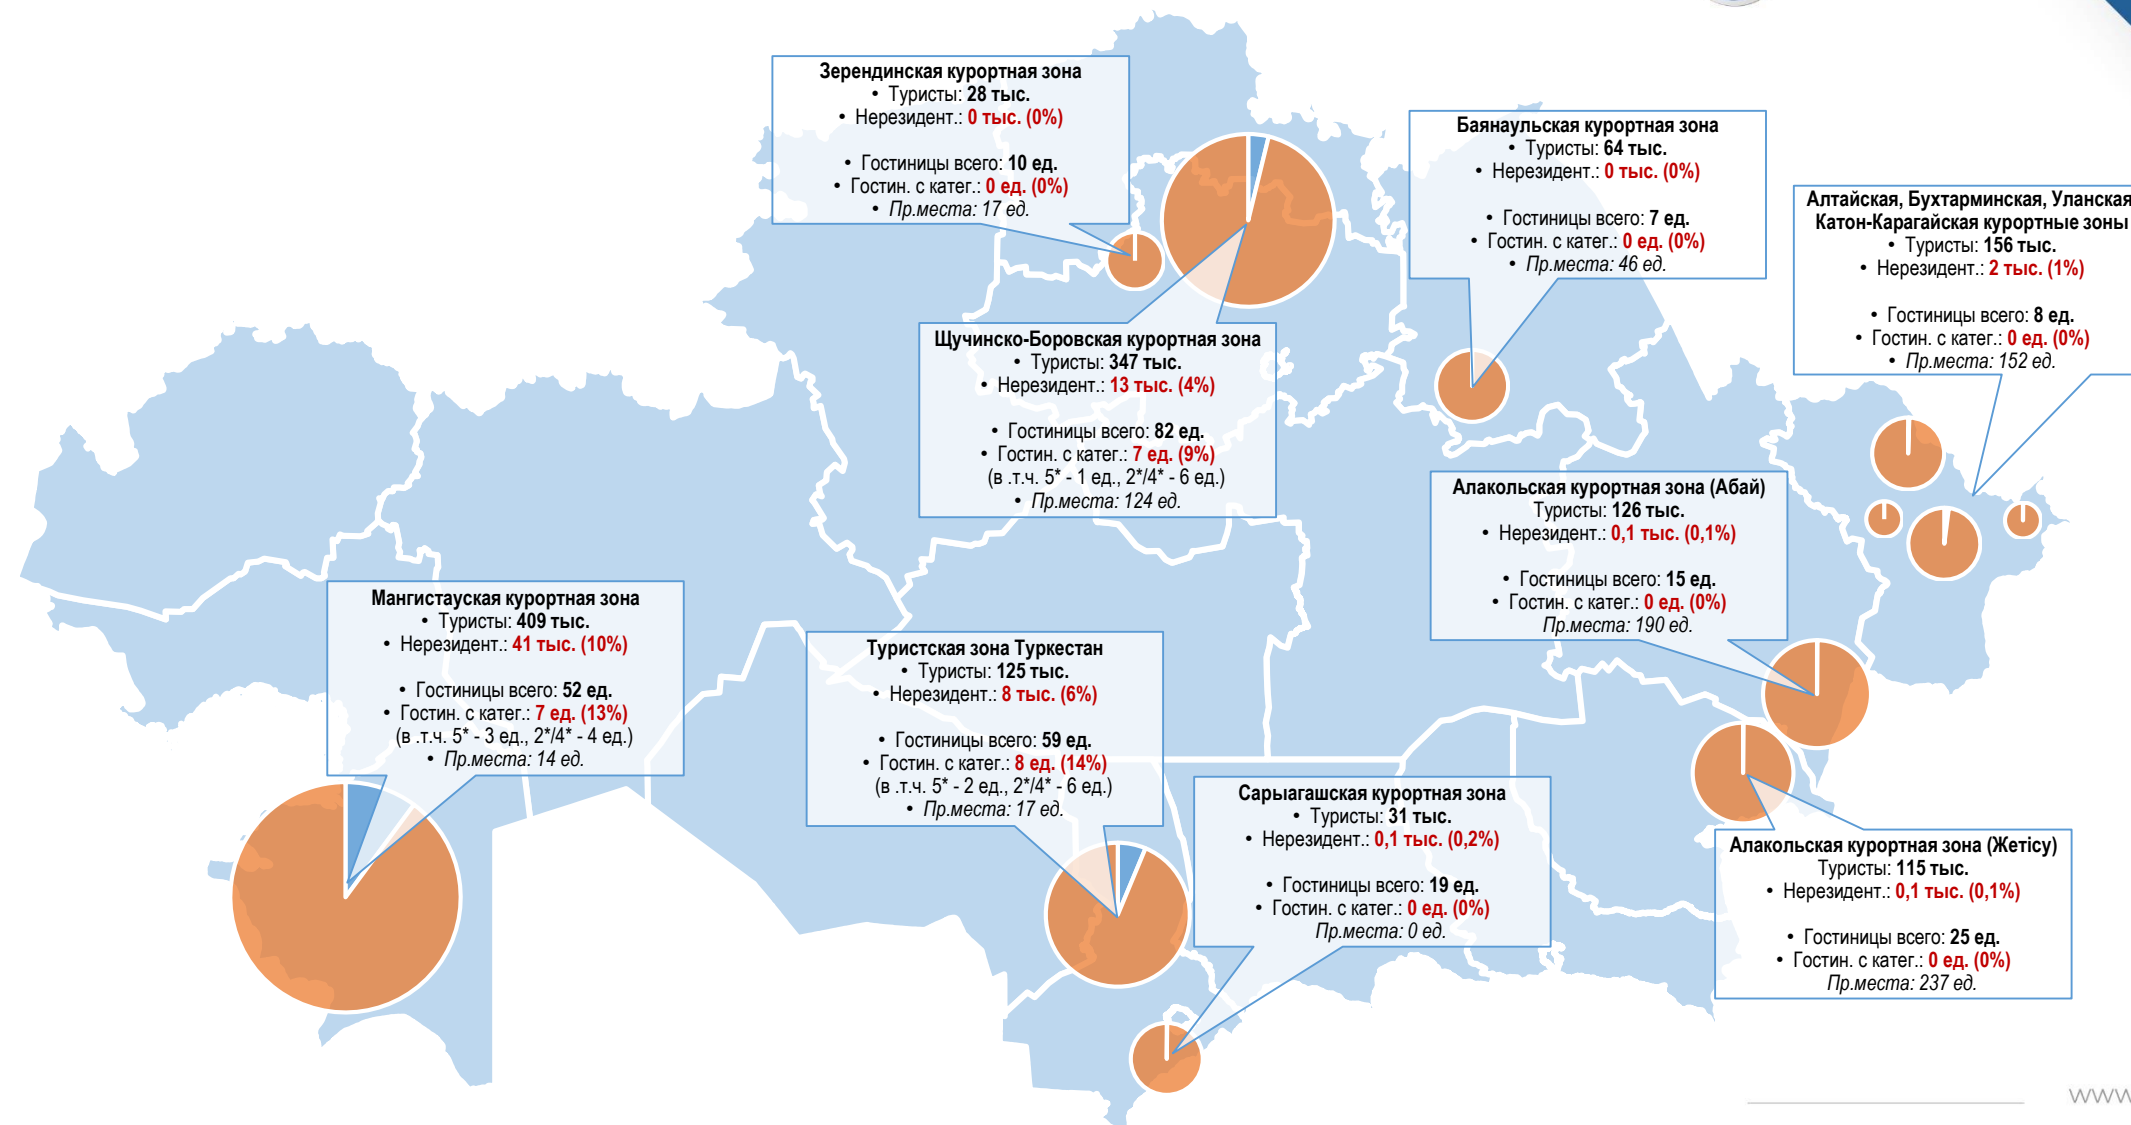 Зерендинская курортная зона
• Туристы: 28 тыс.
• Нерезидент.: 0 тыс. (0%)
• Гостиницы всего: 10 ед.
• Гостин. с катег.: 0 ед. (0%)
• Пр.места: 17 ед.
Баянаульская курортная зона
• Туристы: 64 тыс.
• Нерезидент.: 0 тыс. (0%)
• Гостиницы всего: 7 ед.
• Гостин. с катег.: 0 ед. (0%)
• Пр.места: 46 ед.
Алтайская, Бухтарминская, Уланская
Катон-Карагайская курортные зоны
• Туристы: 156 тыс.
• Нерезидент.: 2 тыс. (1%)
• Гостиницы всего: 8 ед.
• Гостин. с катег.: 0 ед. (0%)
• Пр.места: 152 ед.
Щучинско-Боровская курортная зона
• Туристы: 347 тыс.
• Нерезидент.: 13 тыс. (4%)
• Гостиницы всего: 82 ед.
• Гостин. с катег.: 7 ед. (9%)
(в .т.ч. 5* - 1 ед., 2*/4* - 6 ед.)
• Пр.места: 124 ед.
Алакольская курортная зона (Абай)
Туристы: 126 тыс.
• Нерезидент.: 0,1 тыс. (0,1%)
• Гостиницы всего: 15 ед.
• Гостин. с катег.: 0 ед. (0%)
Пр.места: 190 ед.
Мангистауская курортная зона
• Туристы: 409 тыс.
• Нерезидент.: 41 тыс. (10%)
• Гостиницы всего: 52 ед.
• Гостин. с катег.: 7 ед. (13%)
(в .т.ч. 5* - 3 ед., 2*/4* - 4 ед.)
• Пр.места: 14 ед.
Туристская зона Туркестан
• Туристы: 125 тыс.
• Нерезидент.: 8 тыс. (6%)
• Гостиницы всего: 59 ед.
• Гостин. с катег.: 8 ед. (14%)
(в .т.ч. 5* - 2 ед., 2*/4* - 6 ед.)
• Пр.места: 17 ед.
Сарыагашская курортная зона
• Туристы: 31 тыс.
• Нерезидент.: 0,1 тыс. (0,2%)
• Гостиницы всего: 19 ед.
• Гостин. с катег.: 0 ед. (0%)
Пр.места: 0 ед.
Алакольская курортная зона (Жетісу)
Туристы: 115 тыс.
• Нерезидент.: 0,1 тыс. (0,1%)
• Гостиницы всего: 25 ед.
• Гостин. с катег.: 0 ед. (0%)
Пр.места: 237 ед.